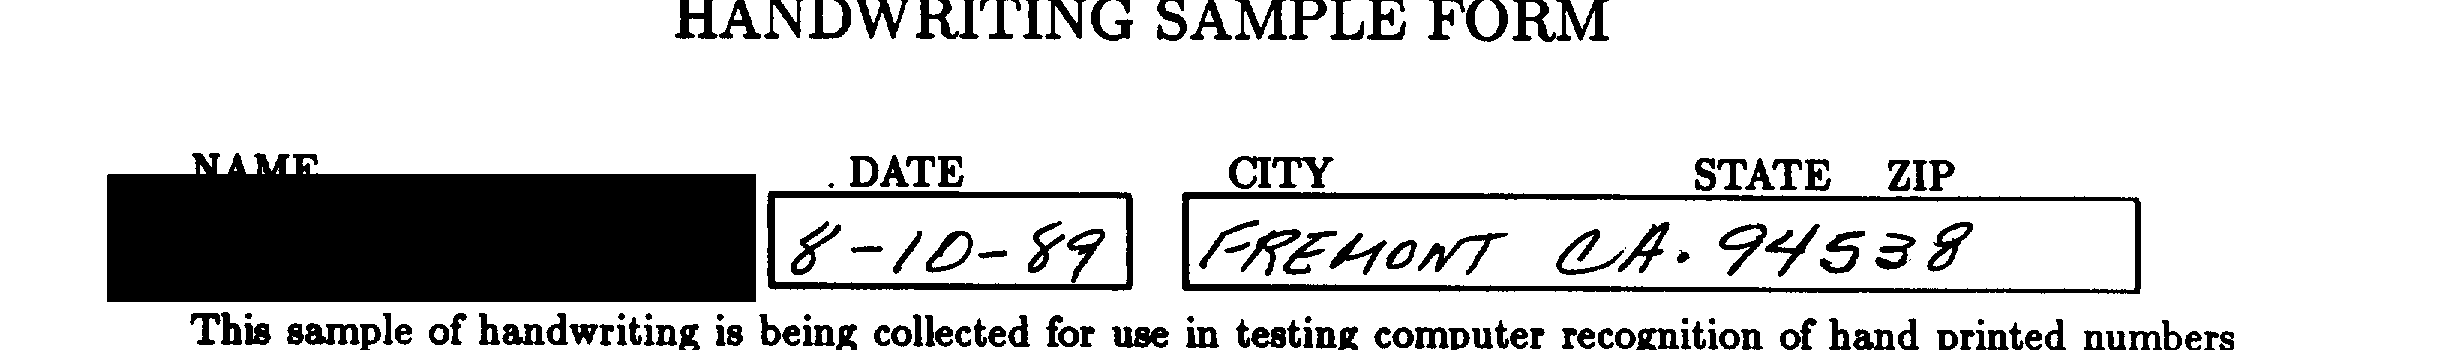 HANDWRITING SAMPLE FORM
NAME . DATE CITY STATE ZIP
8-10-89 FREMONT CA. 94538
This sample of handwriting is being collected for use in testing computer recognition of hand printed numbers